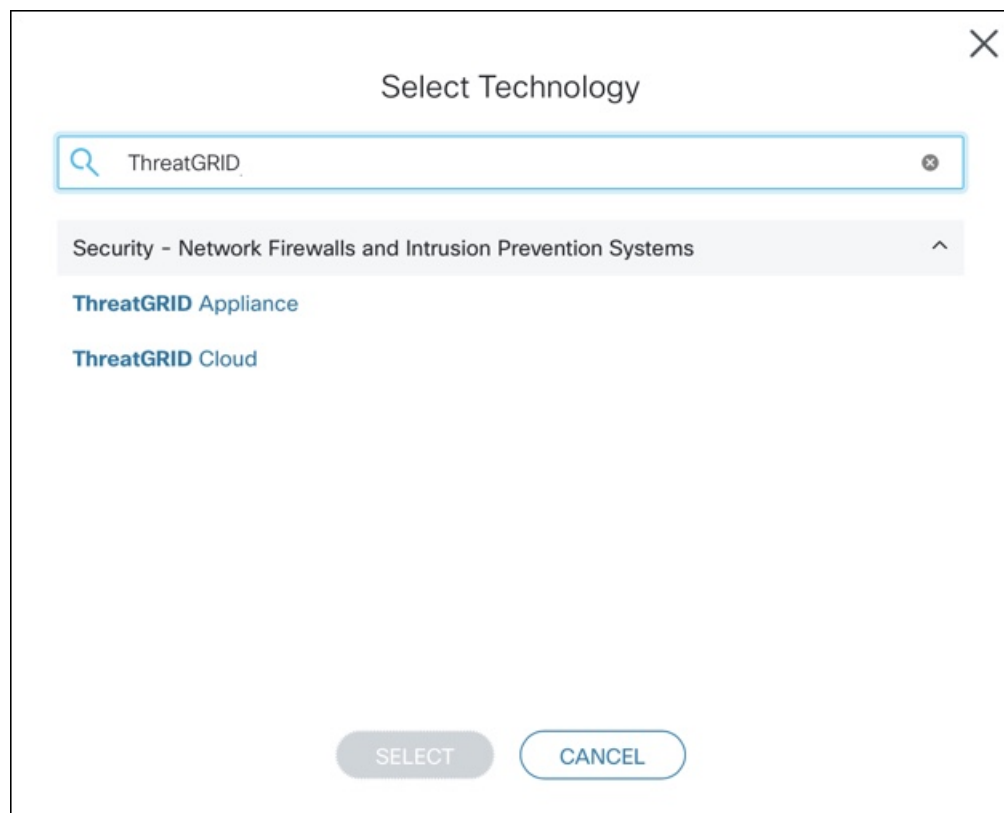 Select Technology
ThreatGRID
Security - Network Firewalls and Intrusion Prevention Systems
ThreatGRID Appliance
ThreatGRID Cloud
SELECT
CANCEL